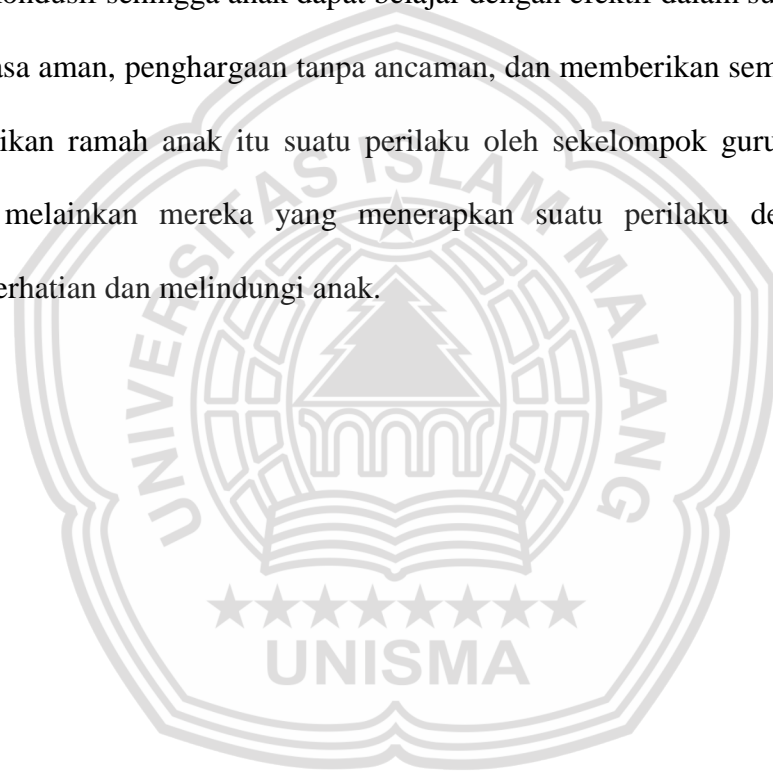 ondusif sehingga anak dapat belajar dengan efektif dalam su
asa aman, penghargaan tanpa ancaman, dan memberikan sem
ikan ramah anak itu suatu perilaku oleh sekelompok guru
melainkan mereka yang menerapkan suatu perilaku de
erhatian dan melindungi anak.
UNIVERSITAS ISLAM MALANG
UNISMA